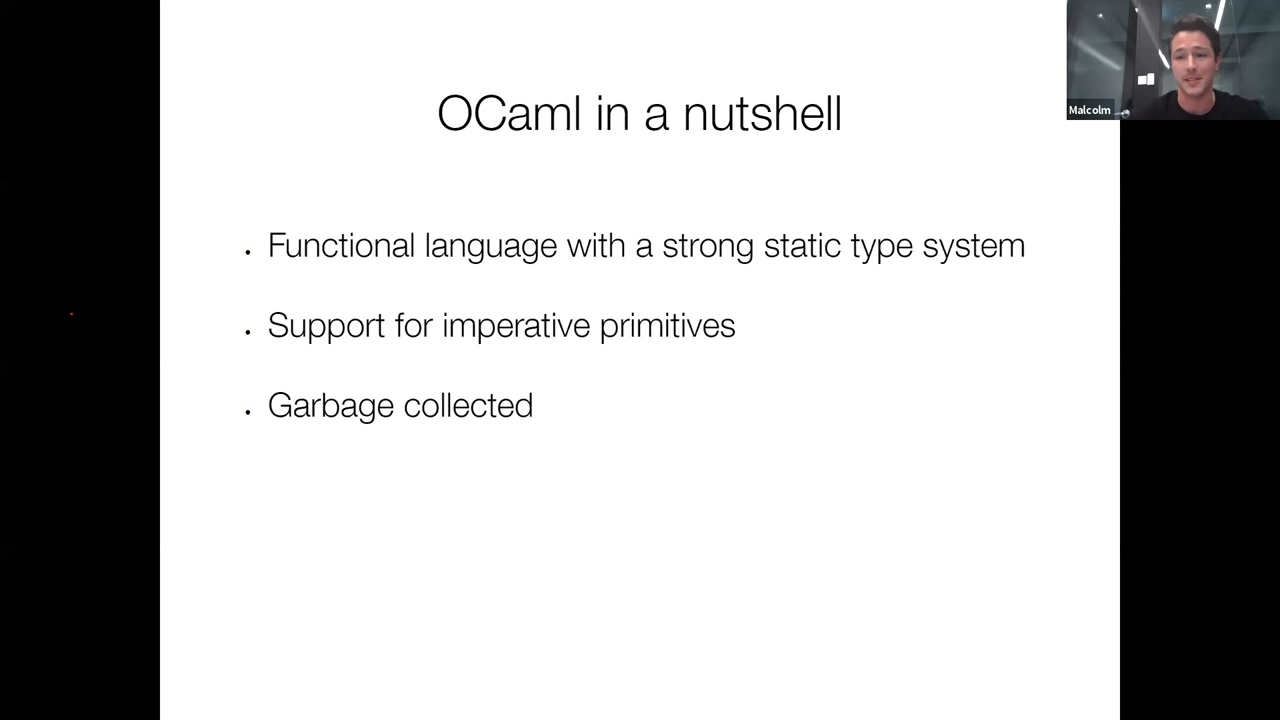 Malcolm
OCaml in a nutshell
Functional language with a strong static type system
Support for imperative primitives
Garbage collected